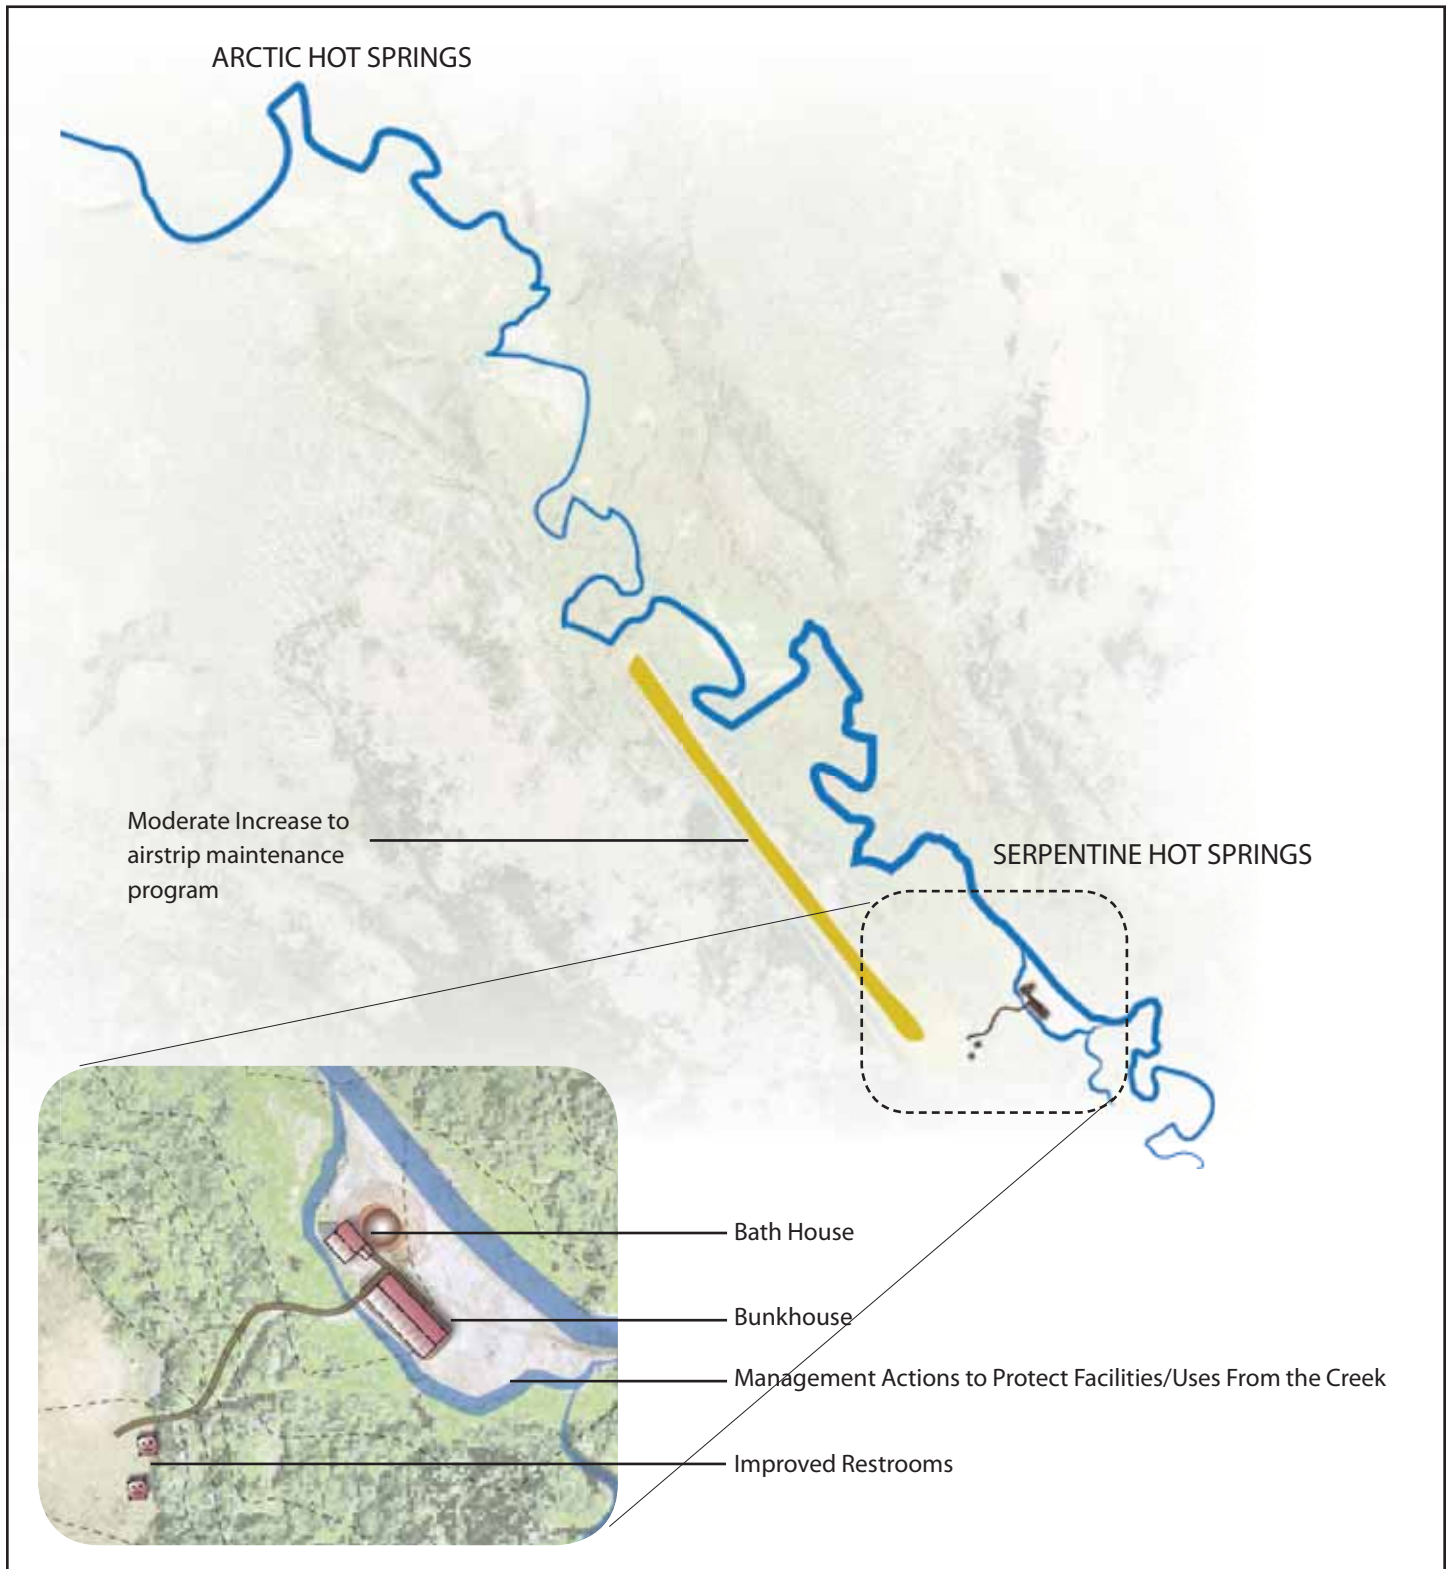 ARCTIC HOT SPRINGS
Moderate Increase to
airstrip maintenance
program
SERPENTINE HOT SPRINGS
Bath House
Bunkhouse
Management Actions to Protect Facilities/Uses From the Creek
Improved Restrooms